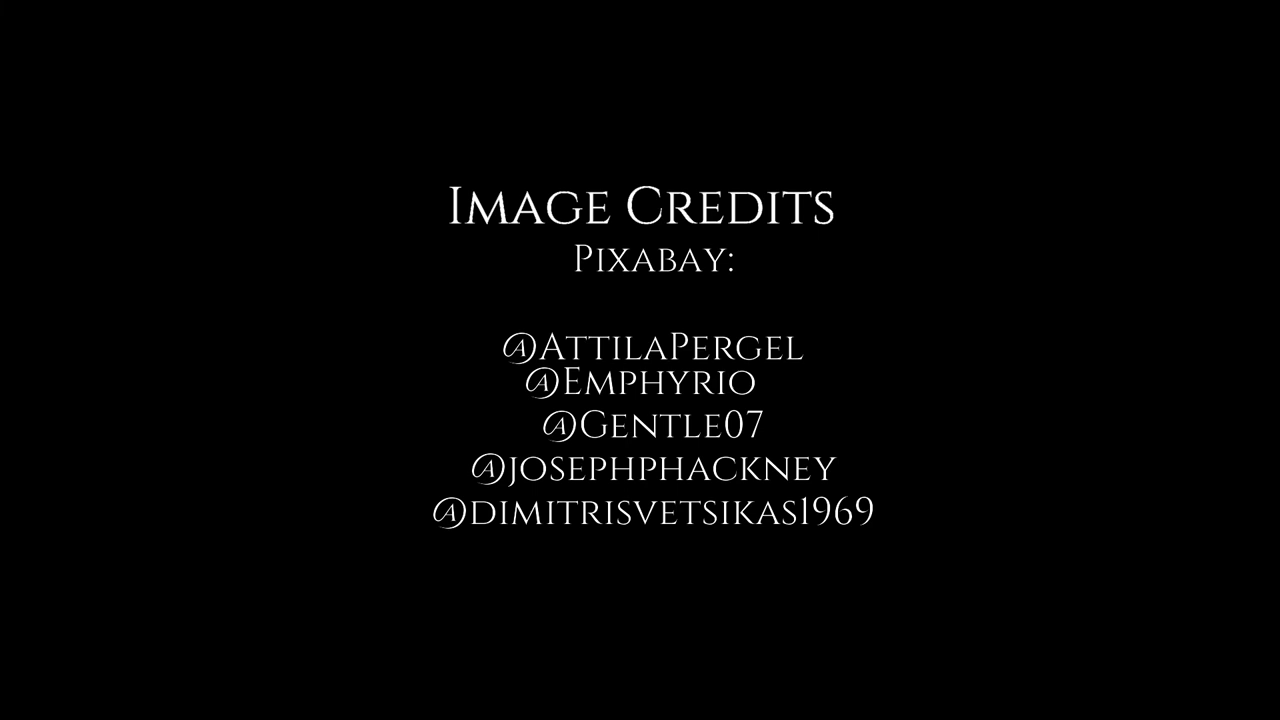 Image Credits
Pixabay:
@AttilaPergel
@Emphyrio
@Gentle07
@josephphackney
@dimitrisvetsikas1969